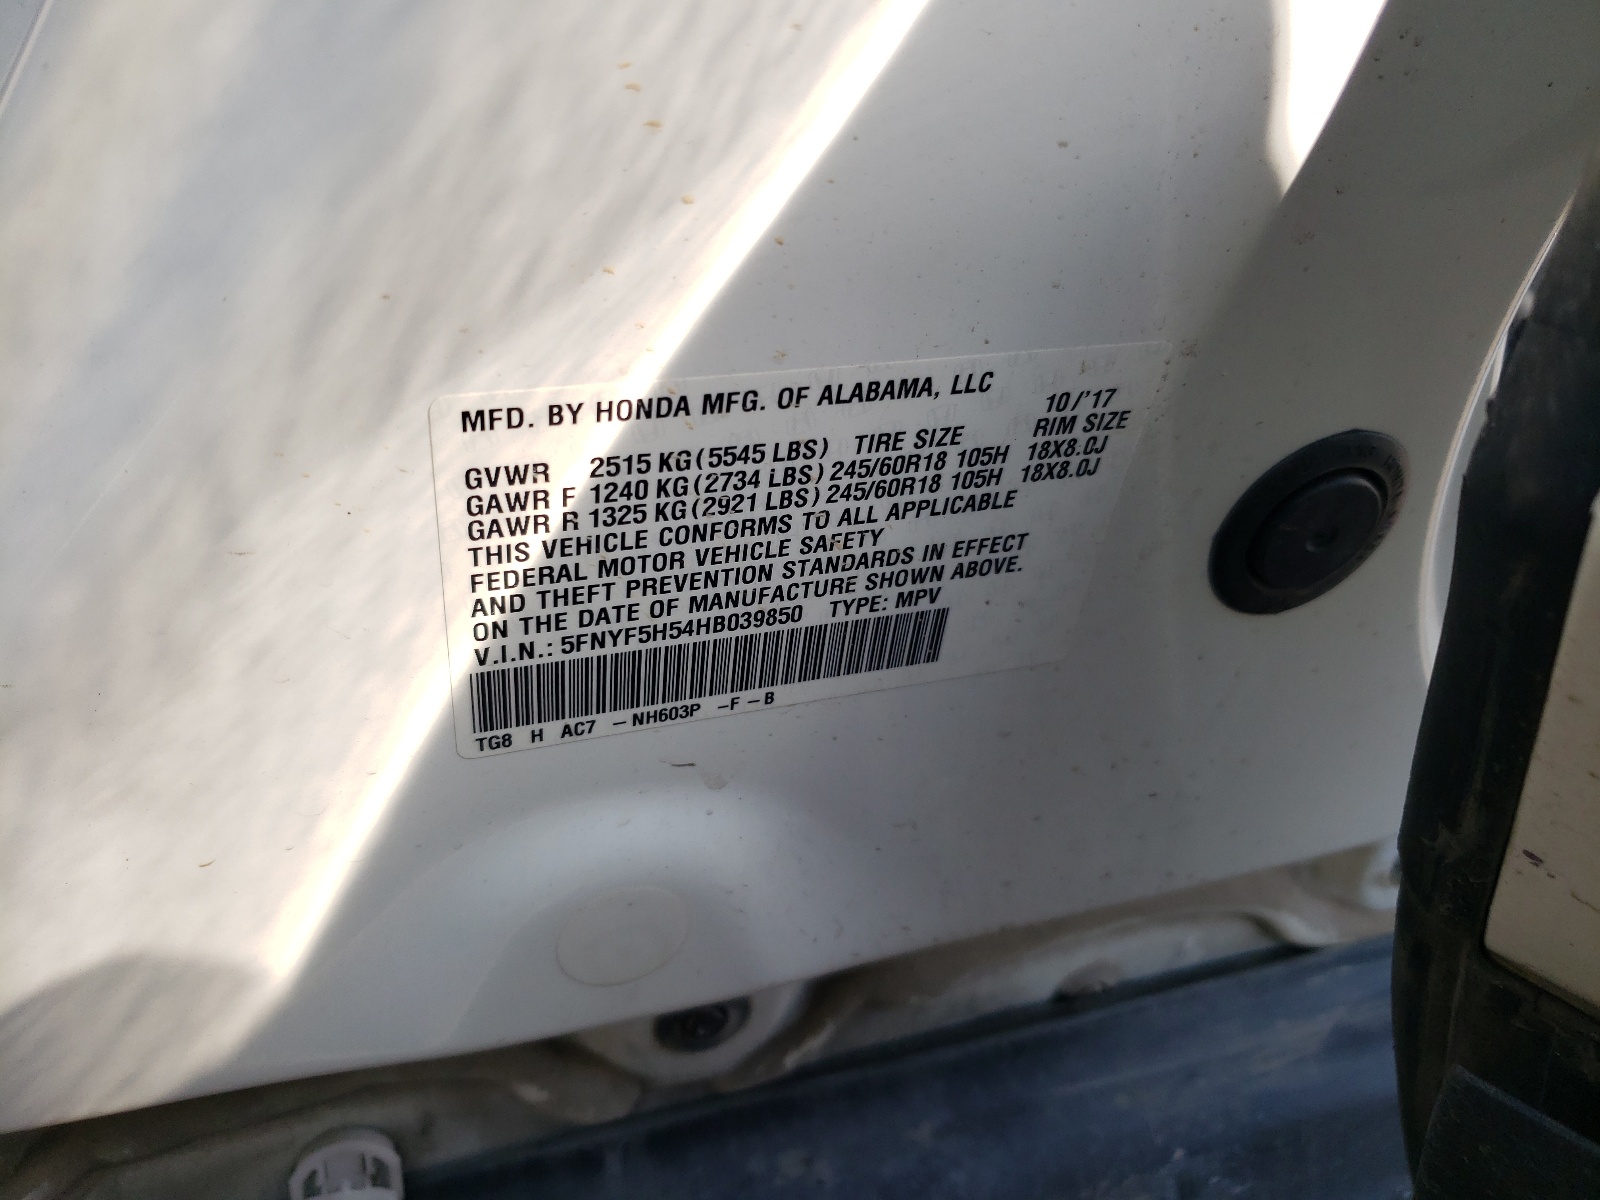 MFD. BY HONDA MFG. OF ALABAMA, LLC
10/'17
GVWR 2515 KG (5545 LBS) TIRE SIZE RIM SIZE
GAWR F 1240 KG (2734 LBS) 245/60R18 105H 18X8.0J
GAWR R 1325 KG (2921 LBS) 245/60R18 105H 18X8.0J
THIS VEHICLE CONFORMS TO ALL APPLICABLE
FEDERAL MOTOR VEHICLE SAFETY
AND THEFT PREVENTION STANDARDS IN EFFECT
ON THE DATE OF MANUFACTURE SHOWN ABOVE.
V.I.N.: 5FNYF5H54HB039850 TYPE: MPV
TG8 H AC7 –NH603P –F–B